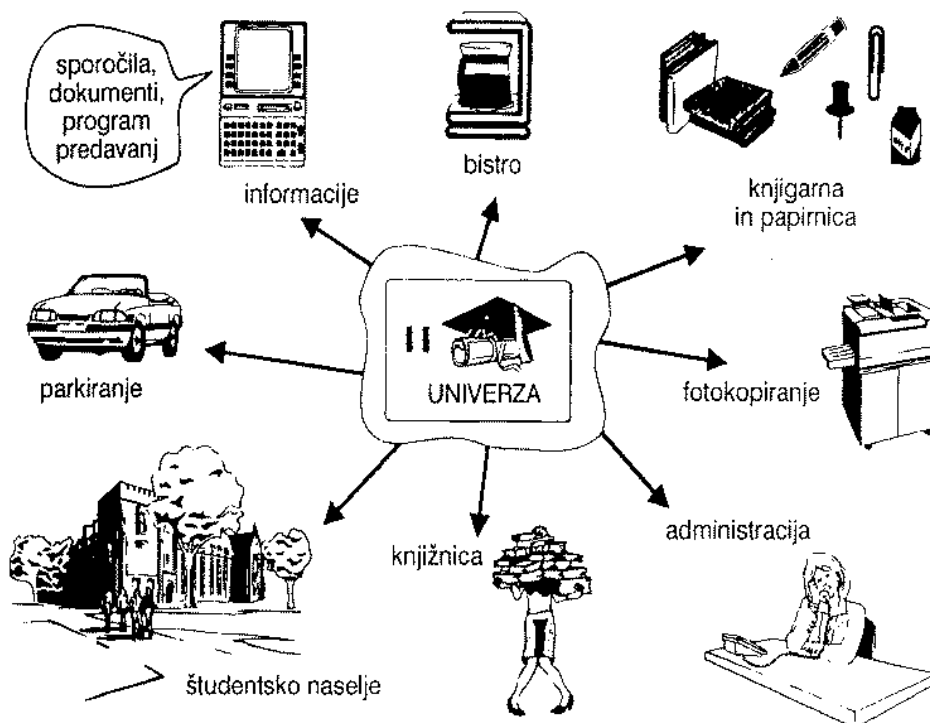 sporočila,
dokumenti,
program
predavanj
informacije
bistro
knjigarna
in papirnica
parkiranje
UNIVERZA
fotokopiranje
knjižnica
administracija
študentsko naselje